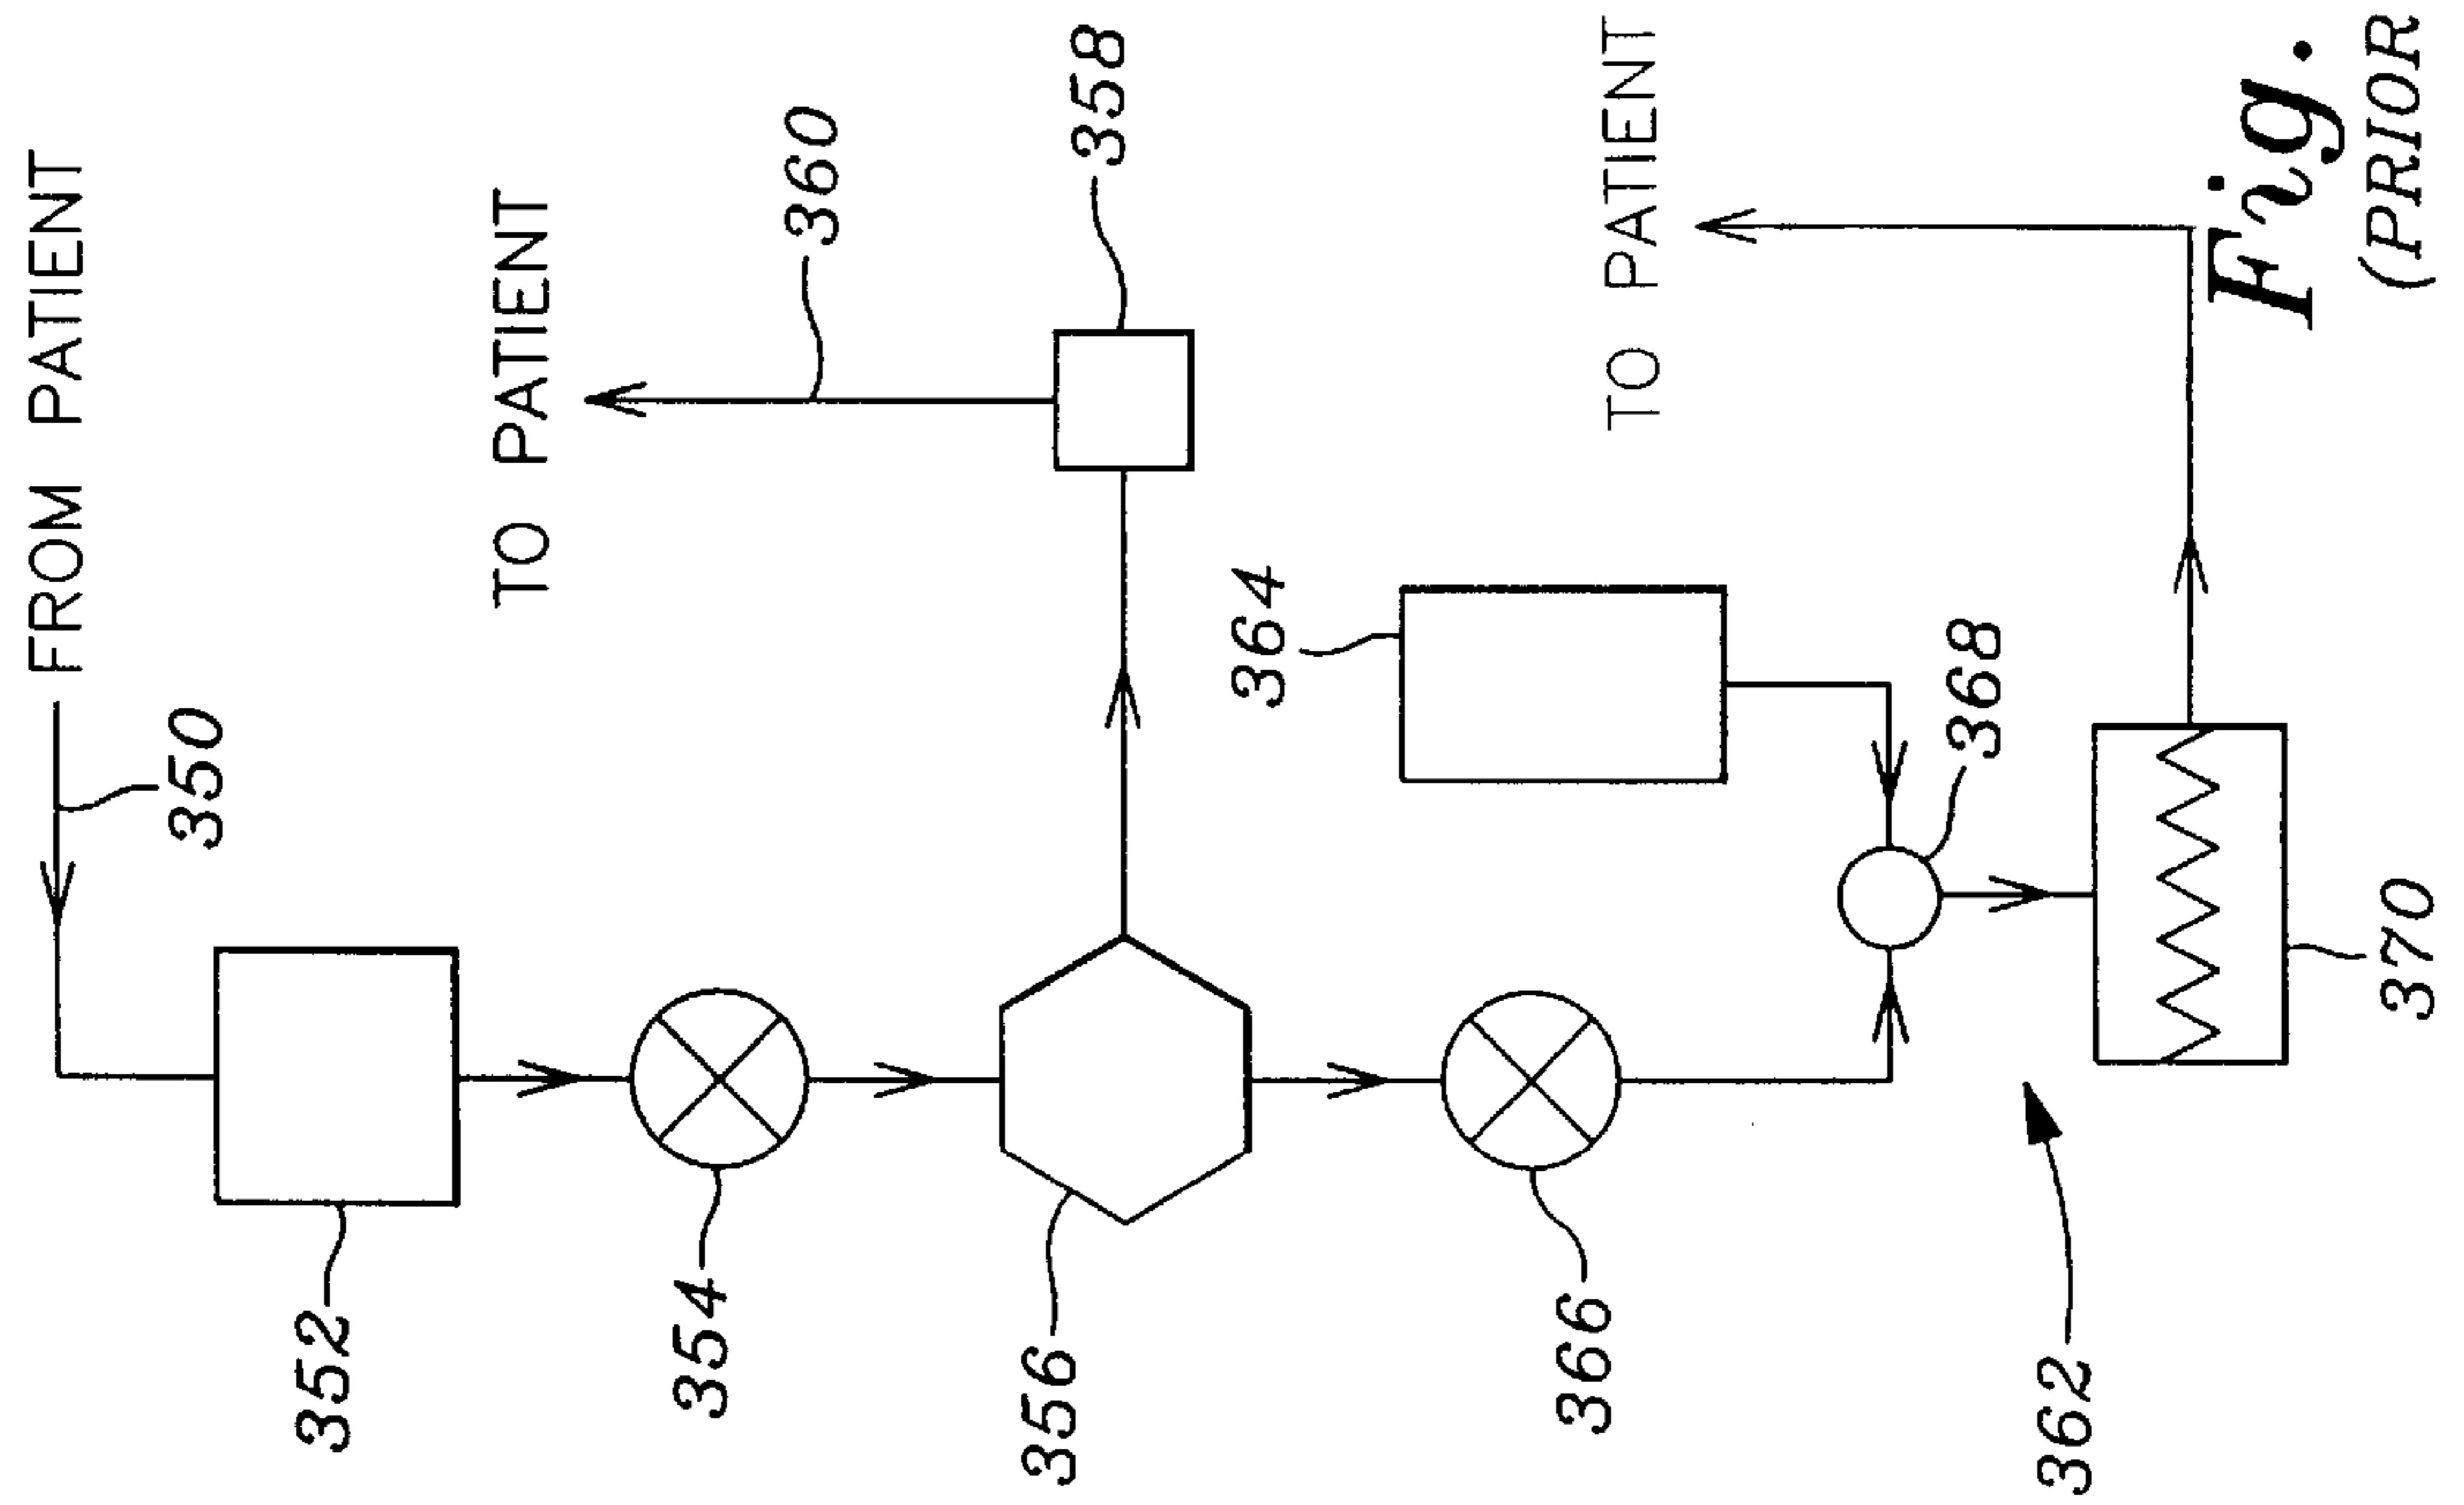 FROM PATIENT
350
352
TO PATIENT
354
360
356
358
364
366
TO PATIENT
368
362
370
Fig.
(PRIOR